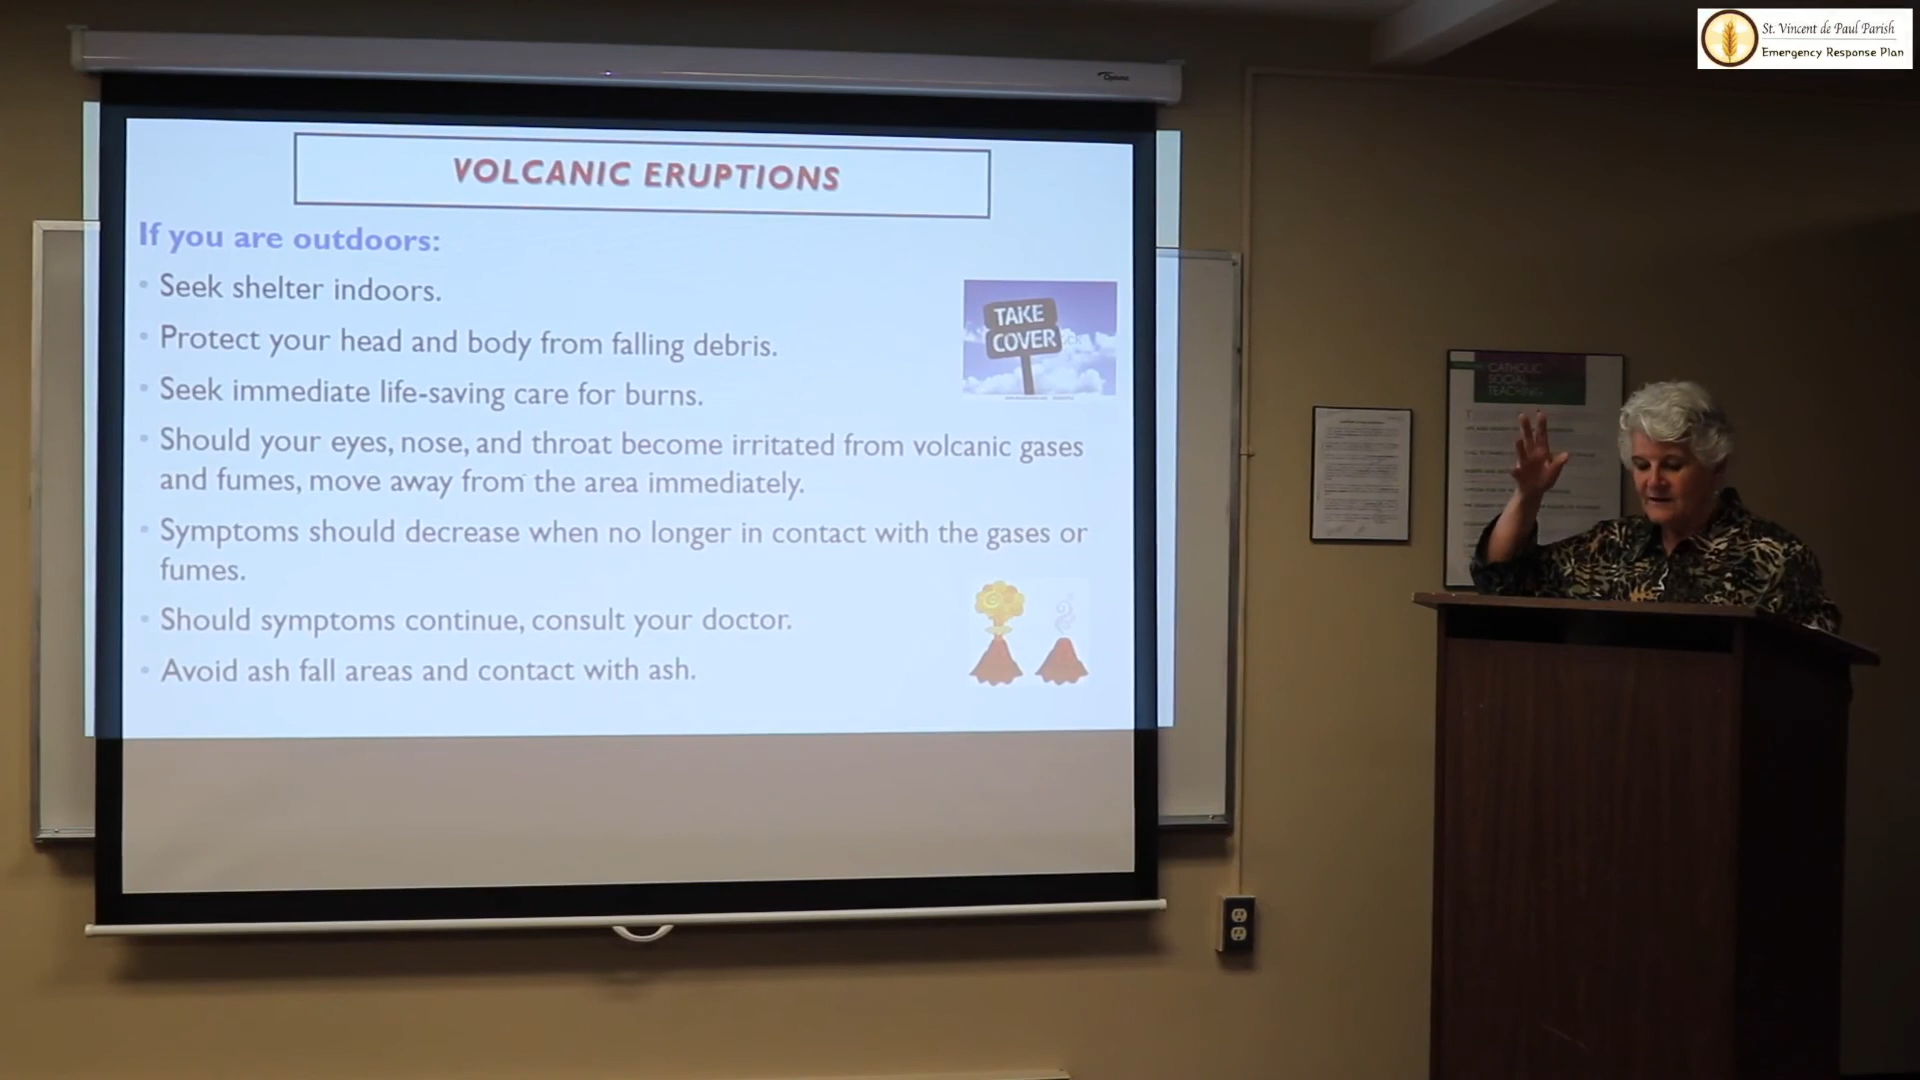 St. Vincent de Paul Parish
Emergency Response Plan
Optoma
VOLCANIC ERUPTIONS
If you are outdoors:
• Seek shelter indoors.
• Protect your head and body from falling debris.
• Seek immediate life-saving care for burns.
• Should your eyes, nose, and throat become irritated from volcanic gases
and fumes, move away from the area immediately.
• Symptoms should decrease when no longer in contact with the gases or
fumes.
• Should symptoms continue, consult your doctor.
• Avoid ash fall areas and contact with ash.
TAKE
COVER
CATHOLIC
SOCIAL
TEACHING